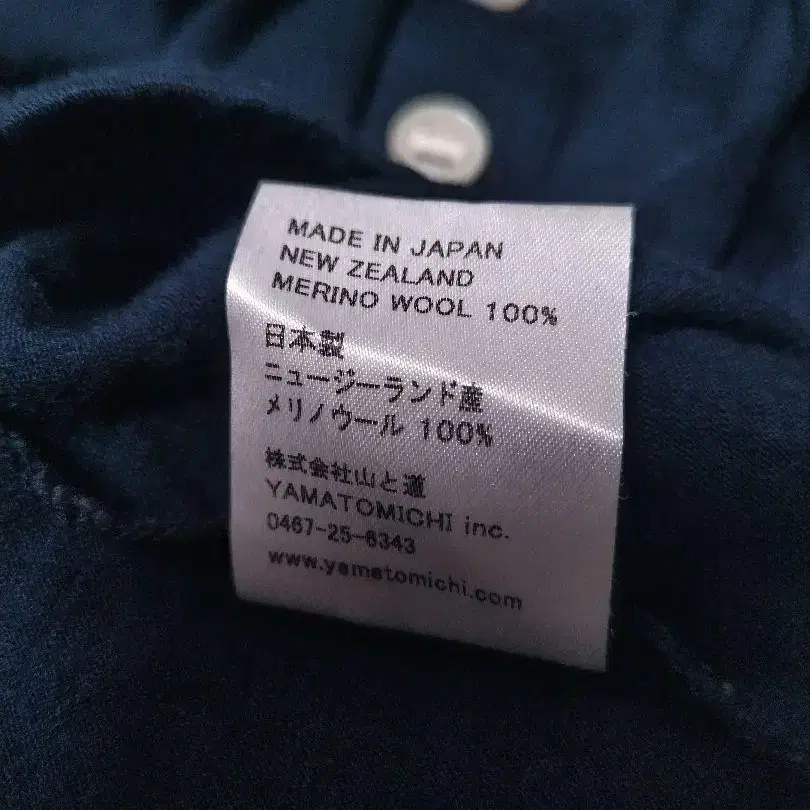 MADE IN JAPAN
NEW ZEALAND
MERINO WOOL 100%
日本製
ニュージーランド産
メリノウール 100%
株式会社山と道
YAMATOMICHI inc.
0467-25-6343
www.yamatomichi.com